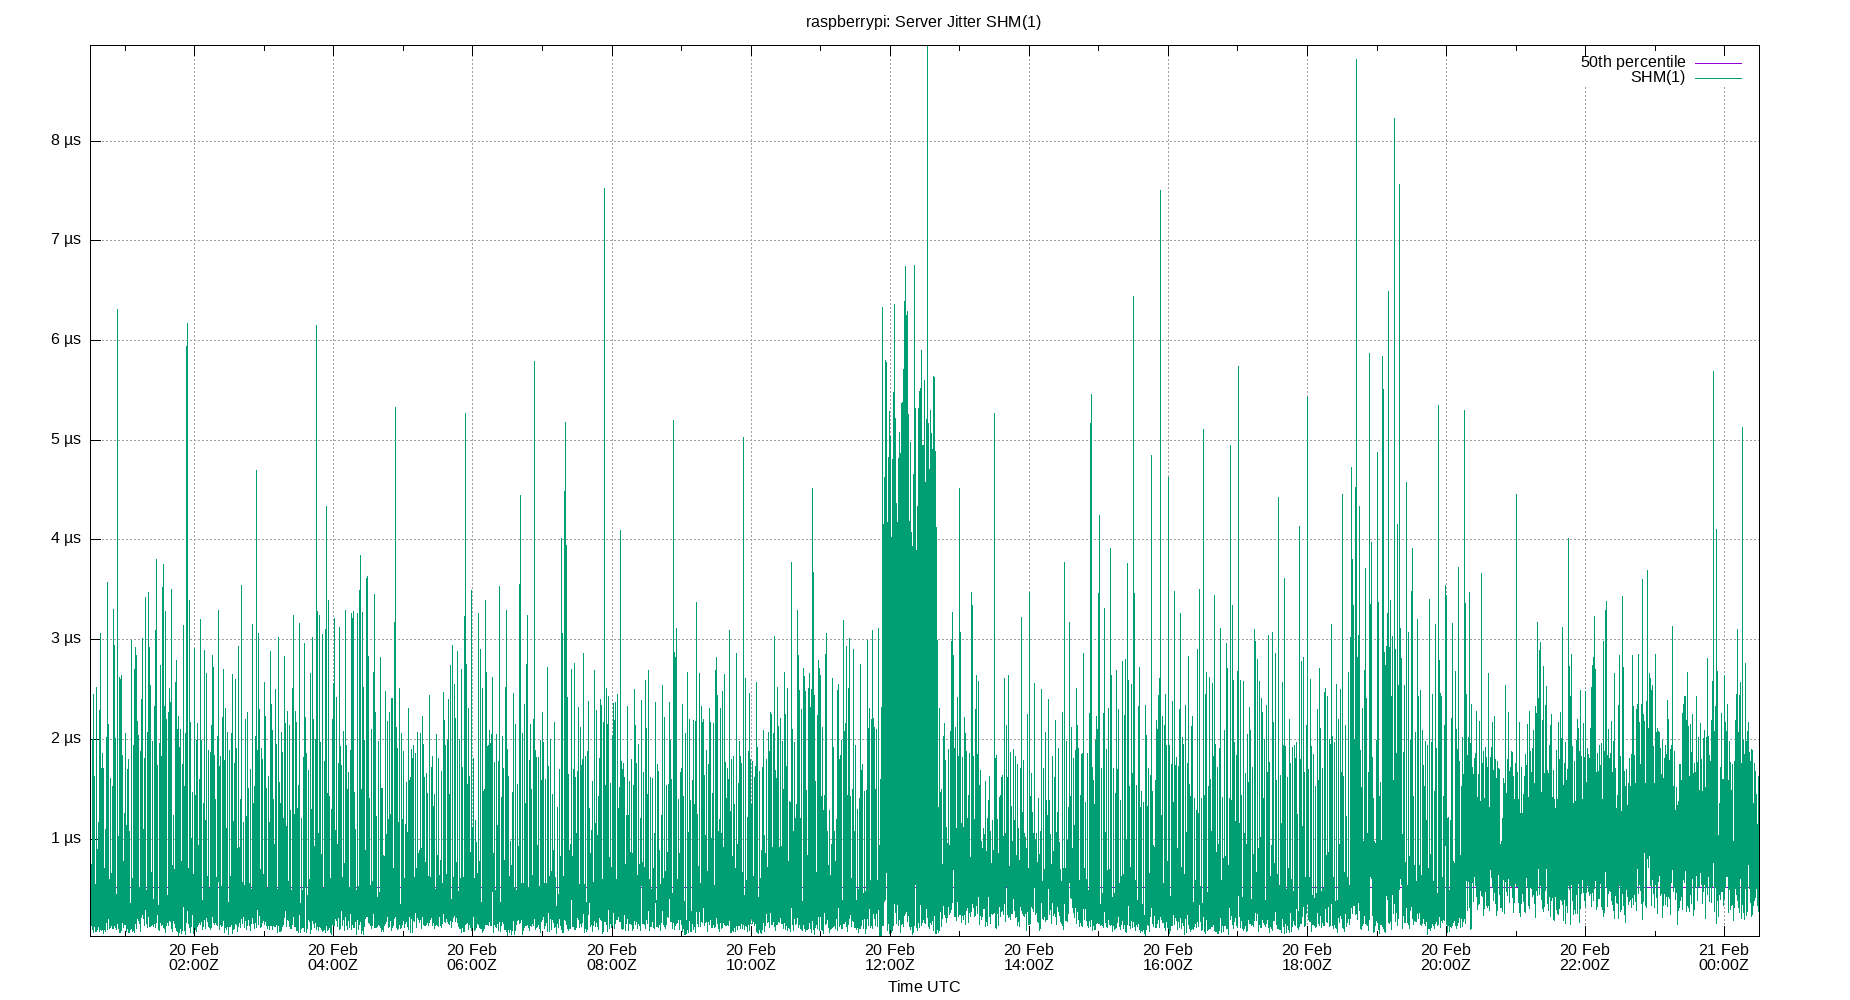 raspberrypi: Server Jitter SHM(1)
50th percentile
SHM(1)
8 µs
7 µs
6 µs
5 µs
4 µs
3 µs
2 µs
1 µs
20 Feb 20 Feb 20 Feb 20 Feb 20 Feb 20 Feb 20 Feb 20 Feb 20 Feb 20 Feb 20 Feb 21 Feb
02:00Z 04:00Z 06:00Z 08:00Z 10:00Z 12:00Z 14:00Z 16:00Z 18:00Z 20:00Z 22:00Z 00:00Z
Time UTC